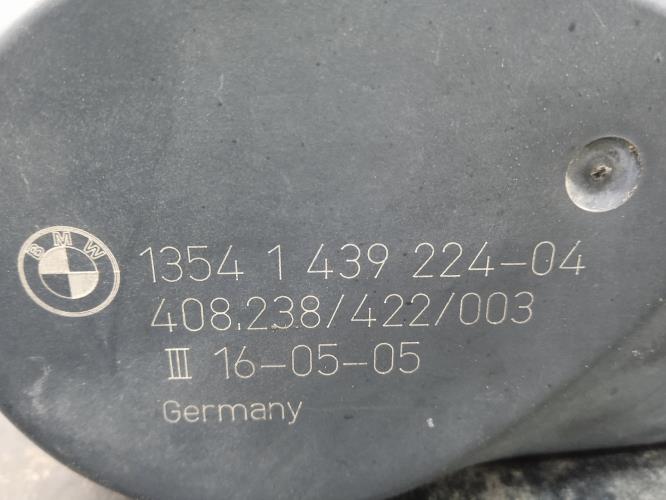 BMW
1354 1 439 224-04
408.238/422/003
III 16-05-05
Germany